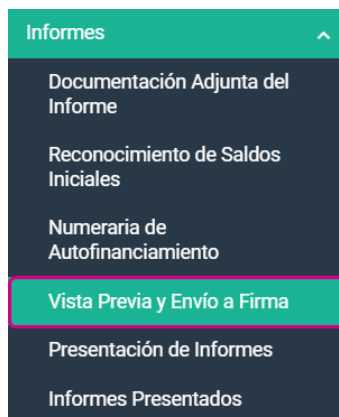 Informes
Documentación Adjunta del
Informe
Reconocimiento de Saldos
Iniciales
Numeraria de
Autofinanciamiento
Vista Previa y Envío a Firma
Presentación de Informes
Informes Presentados